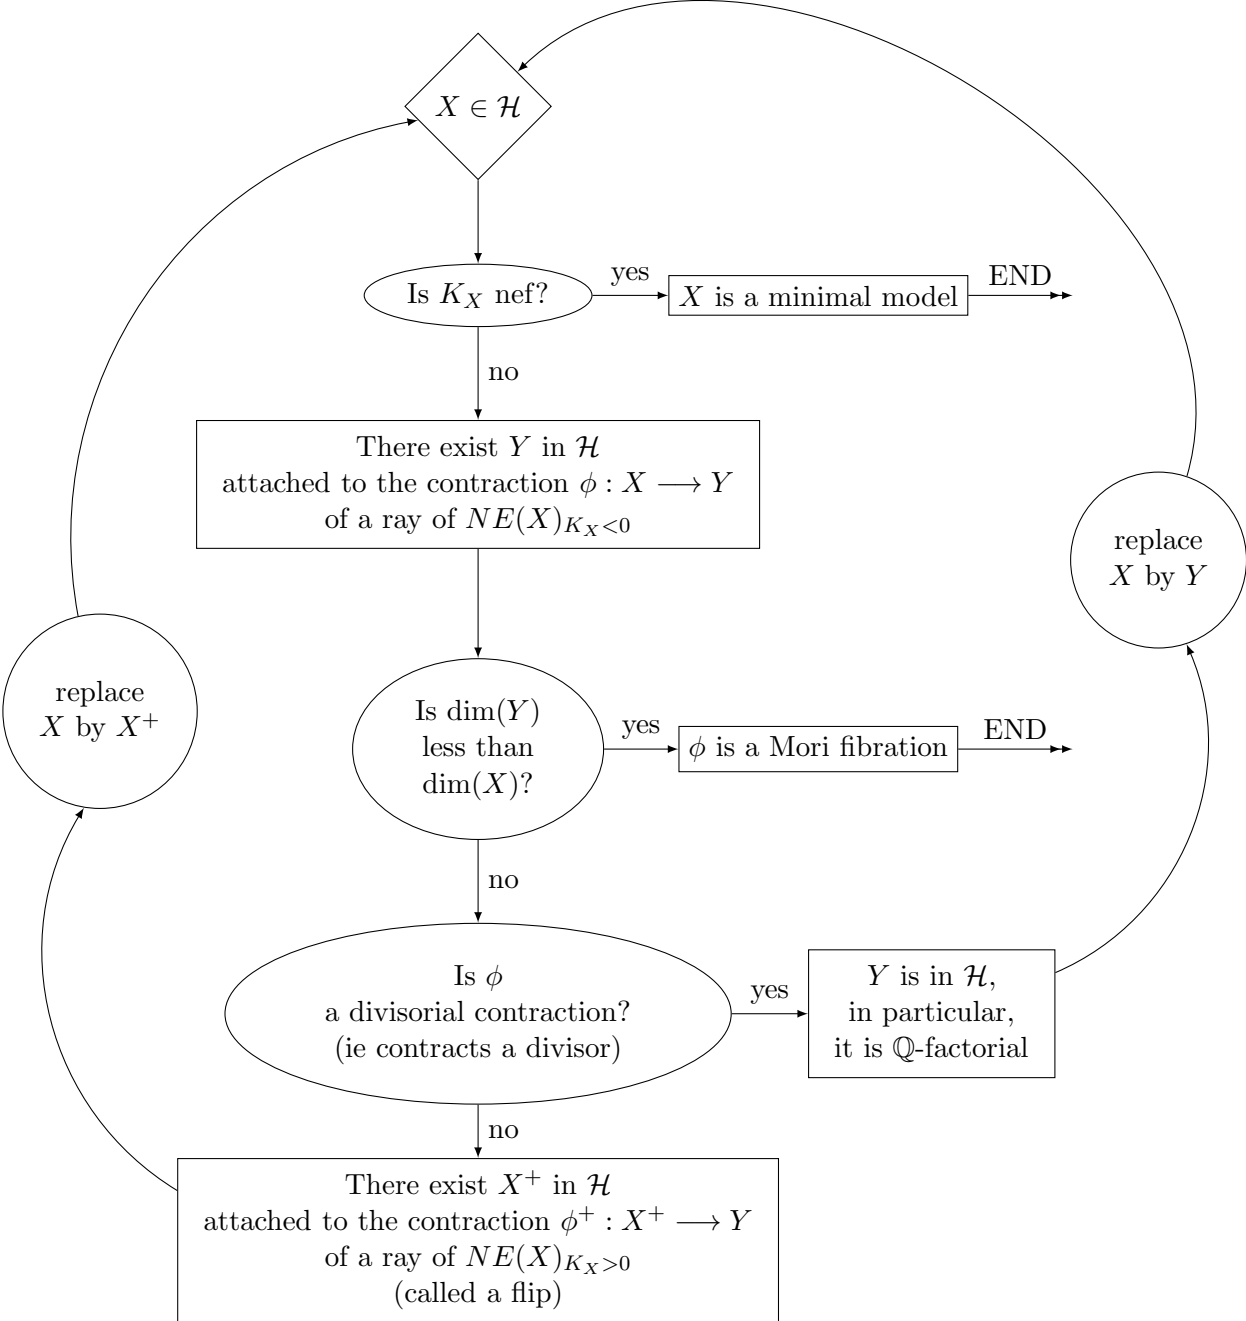 X ∈ ℋ
Is K_X nef?
yes
X is a minimal model
END
no
There exist Y in ℋ
attached to the contraction ϕ : X ⟶ Y
of a ray of NE(X)_{K_X<0}
replace
X by Y
replace
X by X⁺
Is dim(Y)
less than
dim(X)?
yes
ϕ is a Mori fibration
END
no
Is ϕ
a divisorial contraction?
(ie contracts a divisor)
yes
Y is in ℋ,
in particular,
it is ℚ-factorial
no
There exist X⁺ in ℋ
attached to the contraction ϕ⁺ : X⁺ ⟶ Y
of a ray of NE(X)_{K_X>0}
(called a flip)